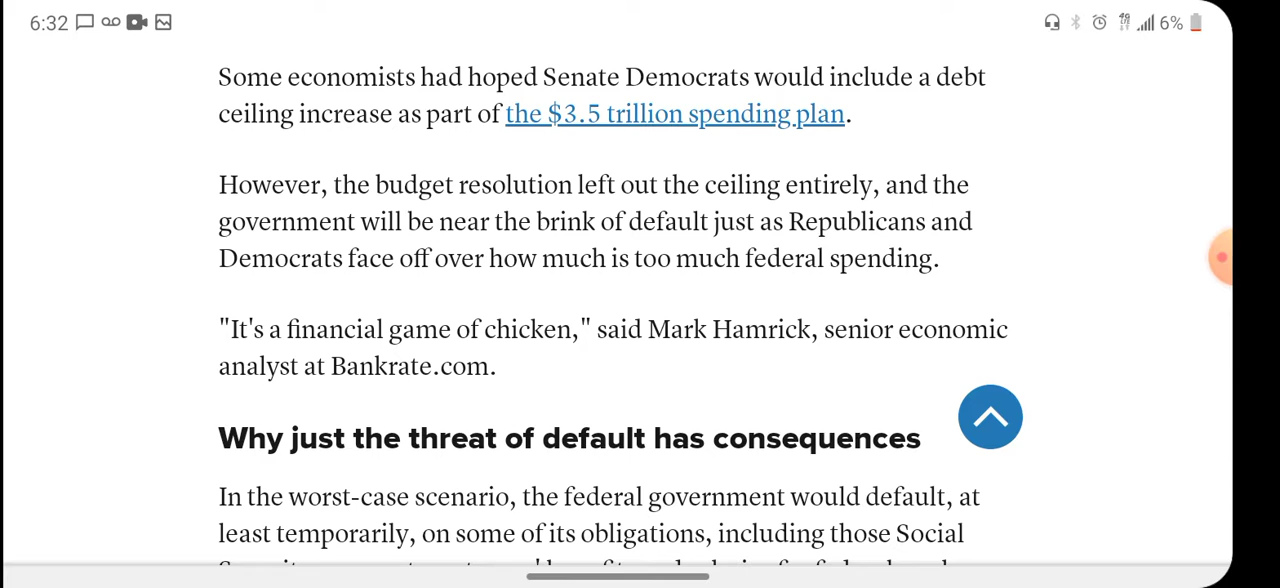 6:32 6%
Some economists had hoped Senate Democrats would include a debt
ceiling increase as part of the $3.5 trillion spending plan.
However, the budget resolution left out the ceiling entirely, and the
government will be near the brink of default just as Republicans and
Democrats face off over how much is too much federal spending.
"It's a financial game of chicken," said Mark Hamrick, senior economic
analyst at Bankrate.com.
Why just the threat of default has consequences
In the worst-case scenario, the federal government would default, at
least temporarily, on some of its obligations, including those Social